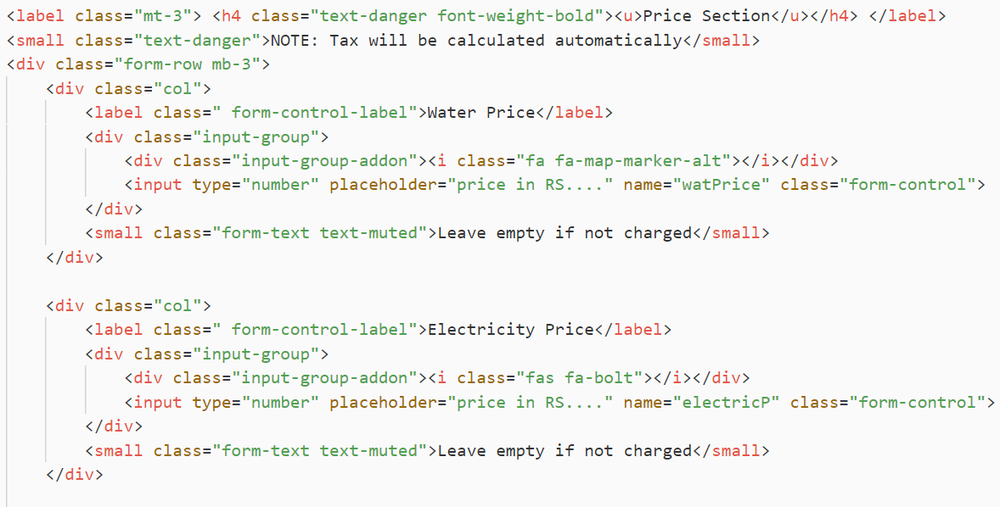 <label class="mt-3"> <h4 class="text-danger font-weight-bold"><u>Price Section</u></h4> </label>
<small class="text-danger">NOTE: Tax will be calculated automatically</small>
<div class="form-row mb-3">
    <div class="col">
        <label class=" form-control-label">Water Price</label>
        <div class="input-group">
            <div class="input-group-addon"><i class="fa fa-map-marker-alt"></i></div>
            <input type="number" placeholder="price in RS...." name="watPrice" class="form-control">
        </div>
        <small class="form-text text-muted">Leave empty if not charged</small>
    </div>

    <div class="col">
        <label class=" form-control-label">Electricity Price</label>
        <div class="input-group">
            <div class="input-group-addon"><i class="fas fa-bolt"></i></div>
            <input type="number" placeholder="price in RS...." name="electricP" class="form-control">
        </div>
        <small class="form-text text-muted">Leave empty if not charged</small>
    </div>